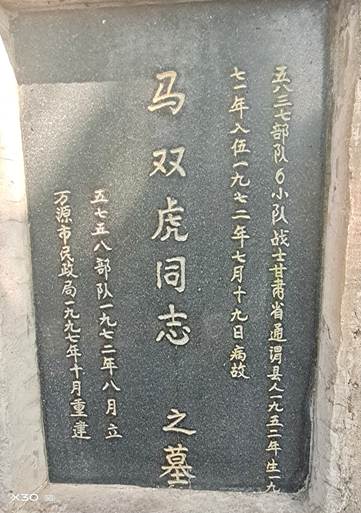 五八三七部队6小队战士甘肃省通渭县人一九五二年生一九
七一年入伍一九七二年七月十九日病故
马双虎同志之墓
五七五八部队一九七二年八月立
万源市民政局一九九七年十月重建
X30